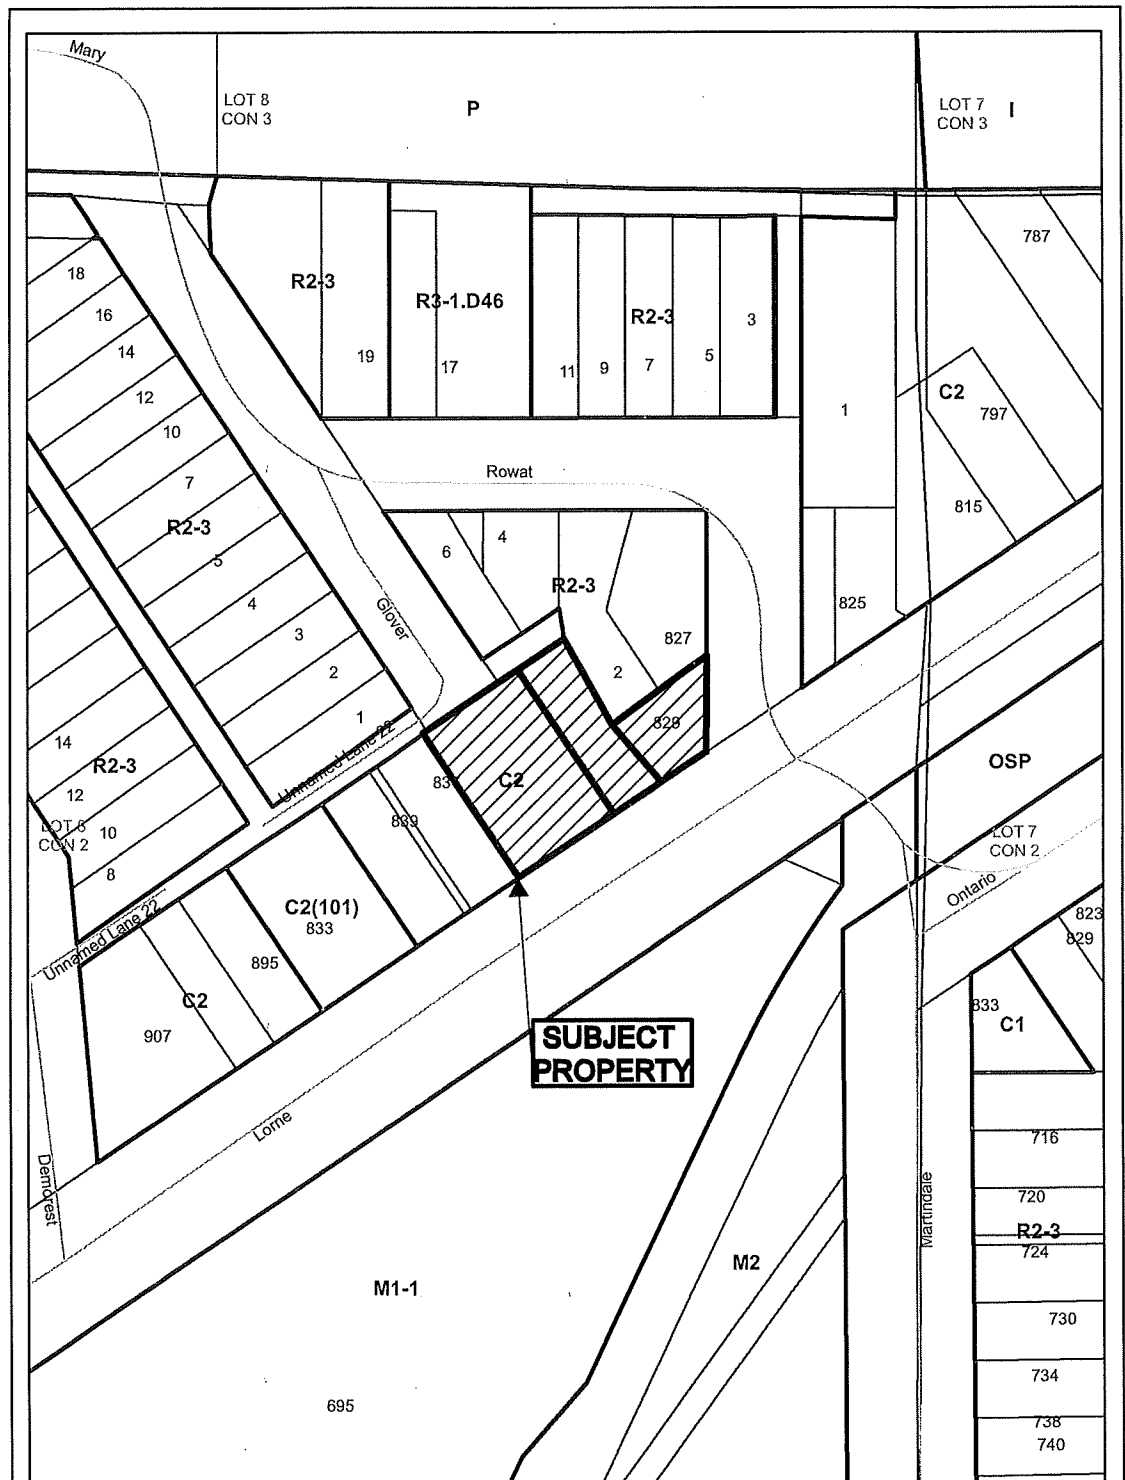 Mary
LOT 8
CON 3
P
LOT 7
CON 3
I
787
18
16
14
12
10
7
R2-3
5
4
3
2
1
R2-3
19
R3-1.D46
17
R2-3
11
9
7
5
3
1
C2
797
815
825
Rowat
6
4
R2-3
827
2
829
Glover
Unnamed Lane 22
C2
839
14
R2-3
12
10
CON 2
8
Unnamed Lane 22
C2(101)
833
895
C2
907
OSP
LOT 7
CON 2
Ontario
823
829
833
C1
SUBJECT
PROPERTY
Lorne
Demorest
Martindale
716
720
R2-3
724
730
734
738
740
M2
M1-1
695